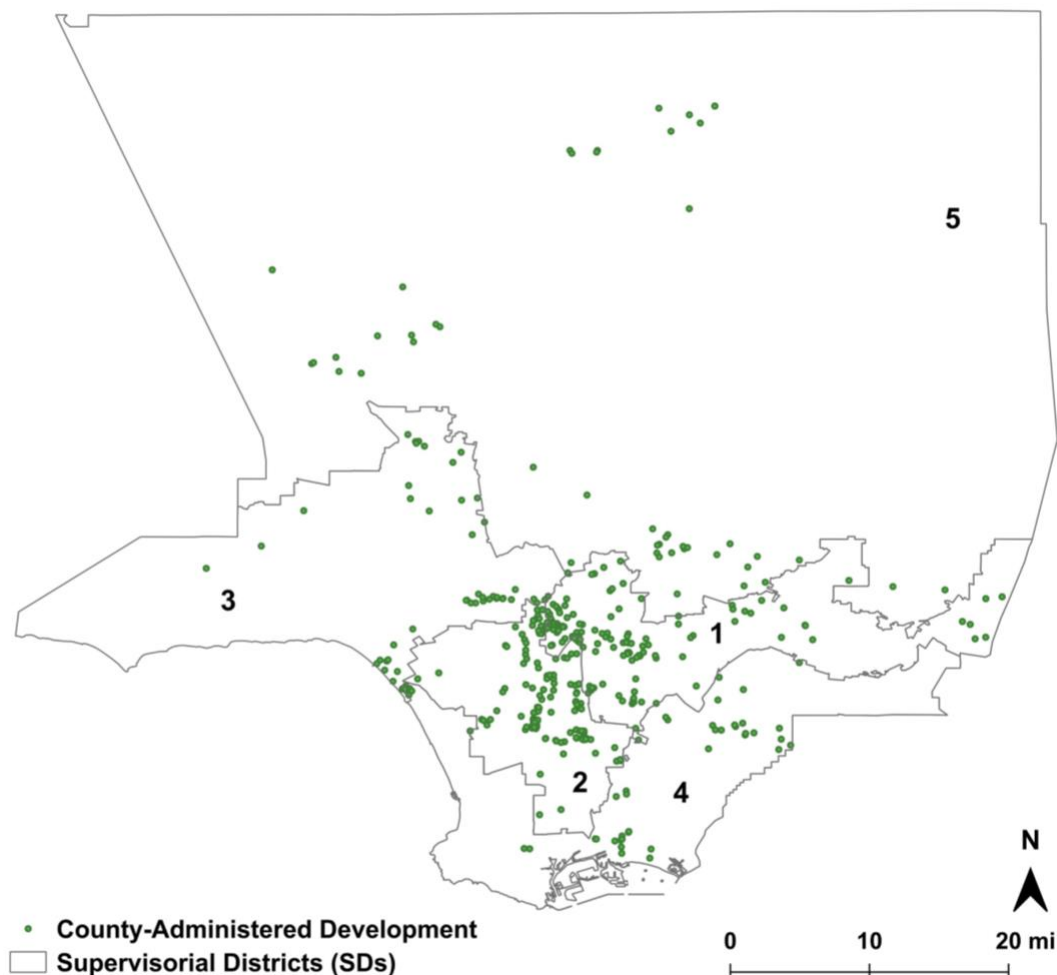 5
3
1
2
4
N
County-Administered Development
Supervisorial Districts (SDs)
0 10 20 mi